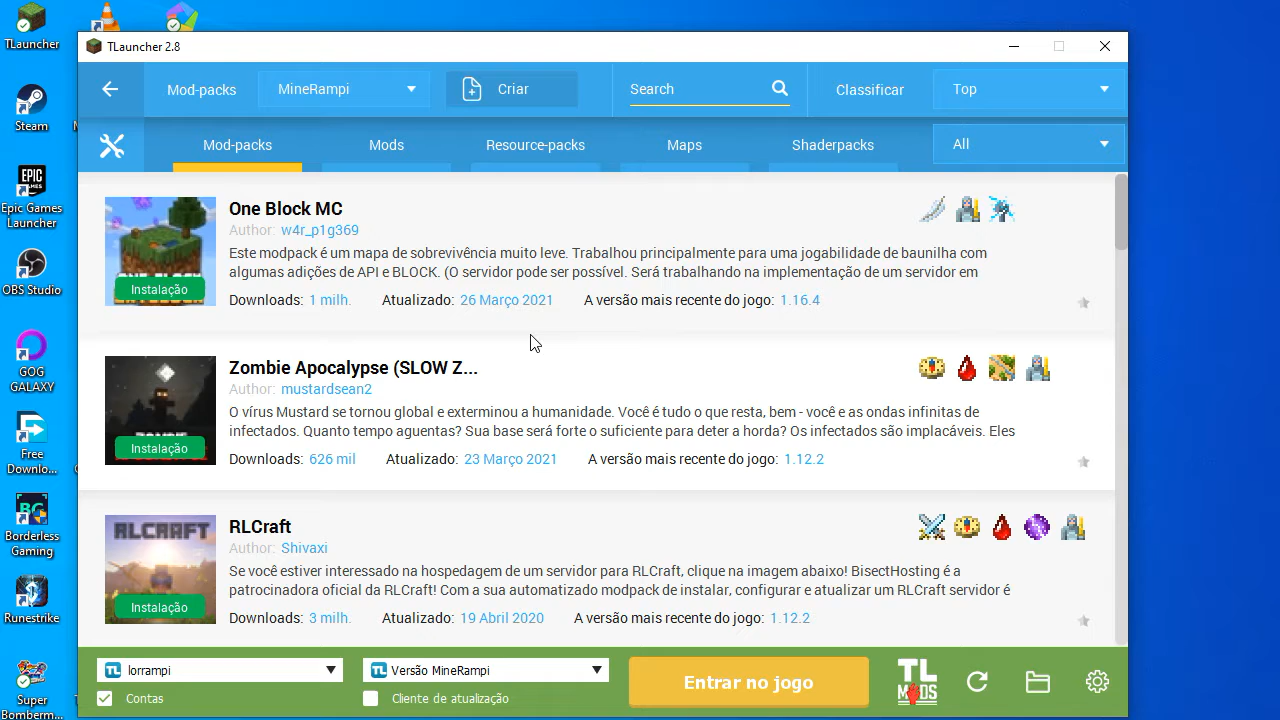 TLauncher
TLauncher 2.8
Mod-packs
MineRampi
Criar
Search
Classificar
Top
Mod-packs
Mods
Resource-packs
Maps
Shaderpacks
All
Steam
EPIC
GAMES
Epic Games
Launcher
OBS Studio
GOG
GALAXY
Free
Downlo...
BG
Borderless
Gaming
Runestrike
Super
Bomberm...
One Block MC
Author: w4r_p1g369
Este modpack é um mapa de sobrevivência muito leve. Trabalhou principalmente para uma jogabilidade de baunilha com
algumas adições de API e BLOCK. (O servidor pode ser possível. Será trabalhando na implementação de um servidor em
Instalação
Downloads: 1 milh. Atualizado: 26 Março 2021 A versão mais recente do jogo: 1.16.4
Zombie Apocalypse (SLOW Z...
Author: mustardsean2
O vírus Mustard se tornou global e exterminou a humanidade. Você é tudo o que resta, bem - você e as ondas infinitas de
infectados. Quanto tempo aguentas? Sua base será forte o suficiente para deter a horda? Os infectados são implacáveis. Eles
Instalação
Downloads: 626 mil Atualizado: 23 Março 2021 A versão mais recente do jogo: 1.12.2
RLCRAFT
RLCraft
Author: Shivaxi
Se você estiver interessado na hospedagem de um servidor para RLCraft, clique na imagem abaixo! BisectHosting é a
patrocinadora oficial da RLCraft! Com a sua automatizado modpack de instalar, configurar e atualizar um RLCraft servidor é
Instalação
Downloads: 3 milh. Atualizado: 19 Abril 2020 A versão mais recente do jogo: 1.12.2
TL lorrampi
TL Versão MineRampi
Entrar no jogo
TL
MODS
Contas
Cliente de atualização